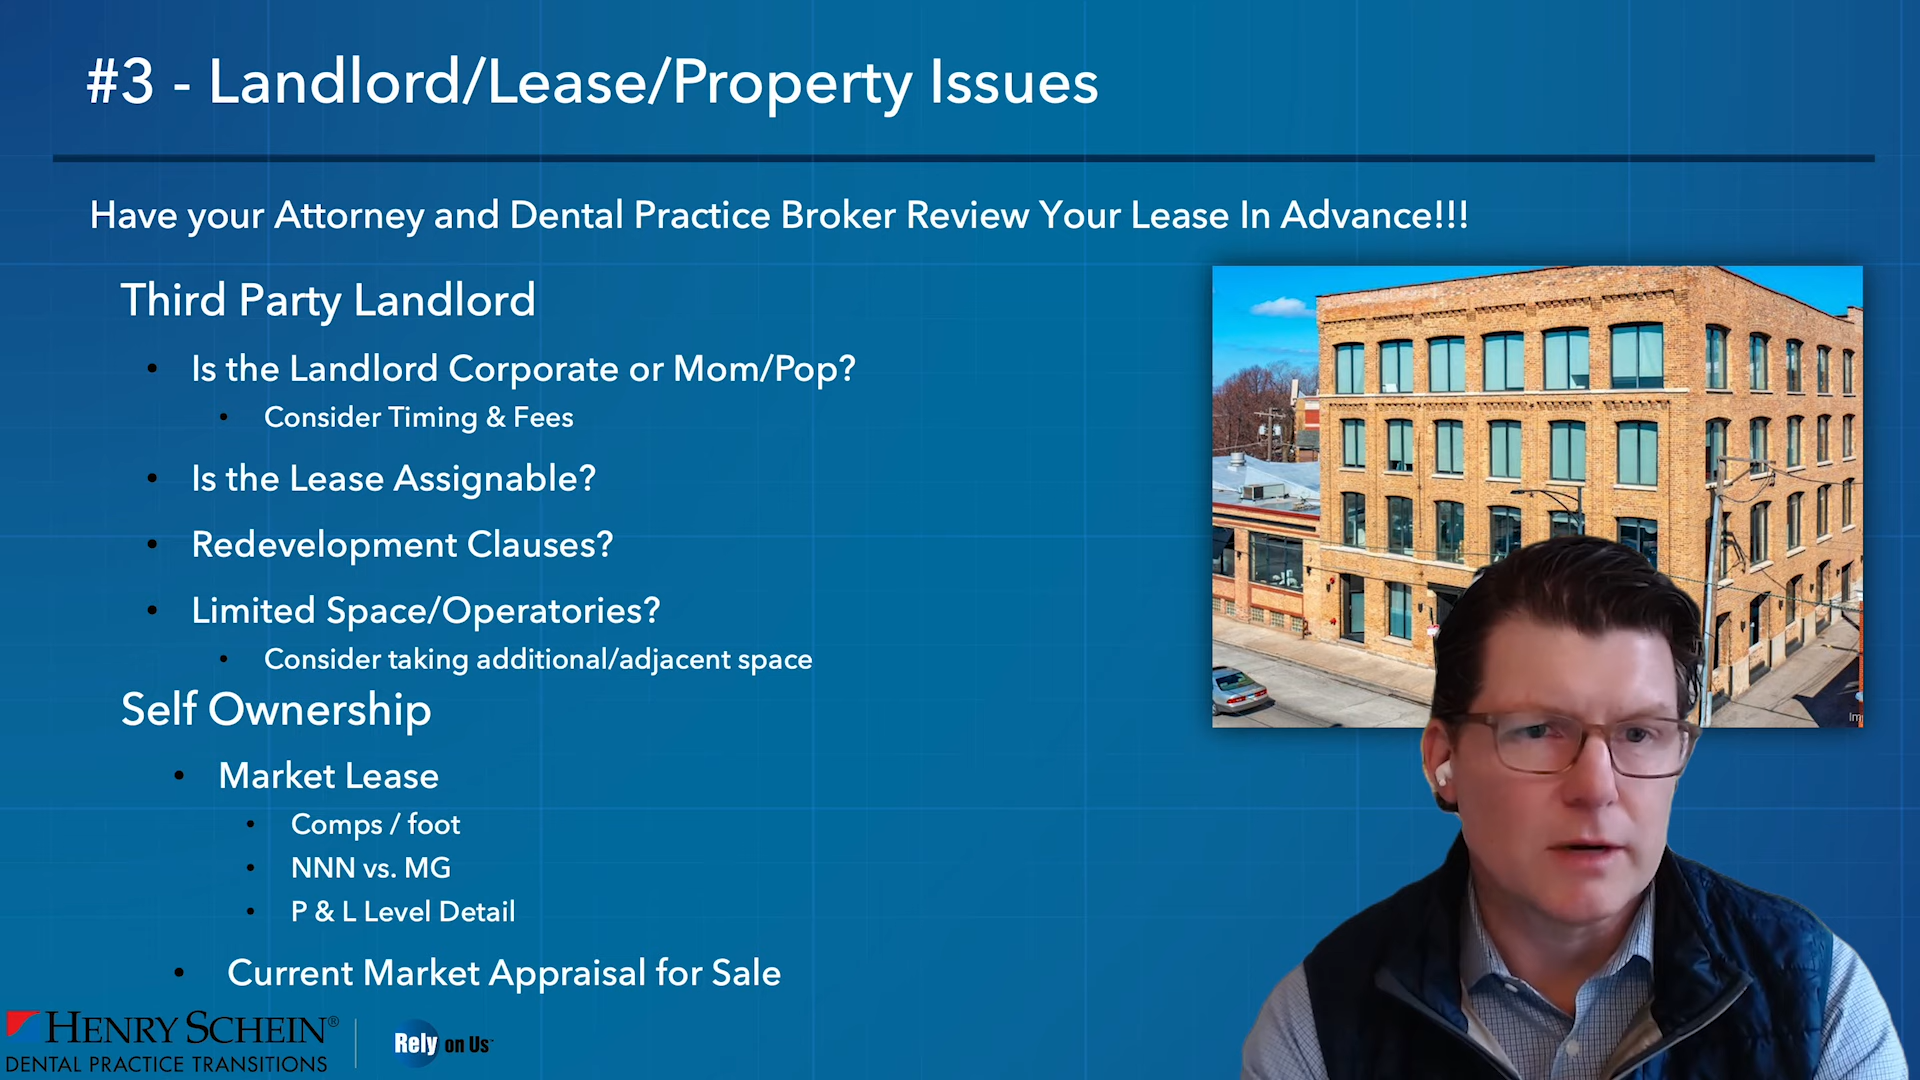 #3 - Landlord/Lease/Property Issues
Have your Attorney and Dental Practice Broker Review Your Lease In Advance!!!
Third Party Landlord
• Is the Landlord Corporate or Mom/Pop?
• Consider Timing & Fees
• Is the Lease Assignable?
• Redevelopment Clauses?
• Limited Space/Operatories?
• Consider taking additional/adjacent space
Self Ownership
• Market Lease
• Comps / foot
• NNN vs. MG
• P & L Level Detail
• Current Market Appraisal for Sale
HENRY SCHEIN®
DENTAL PRACTICE TRANSITIONS
Rely on Us™